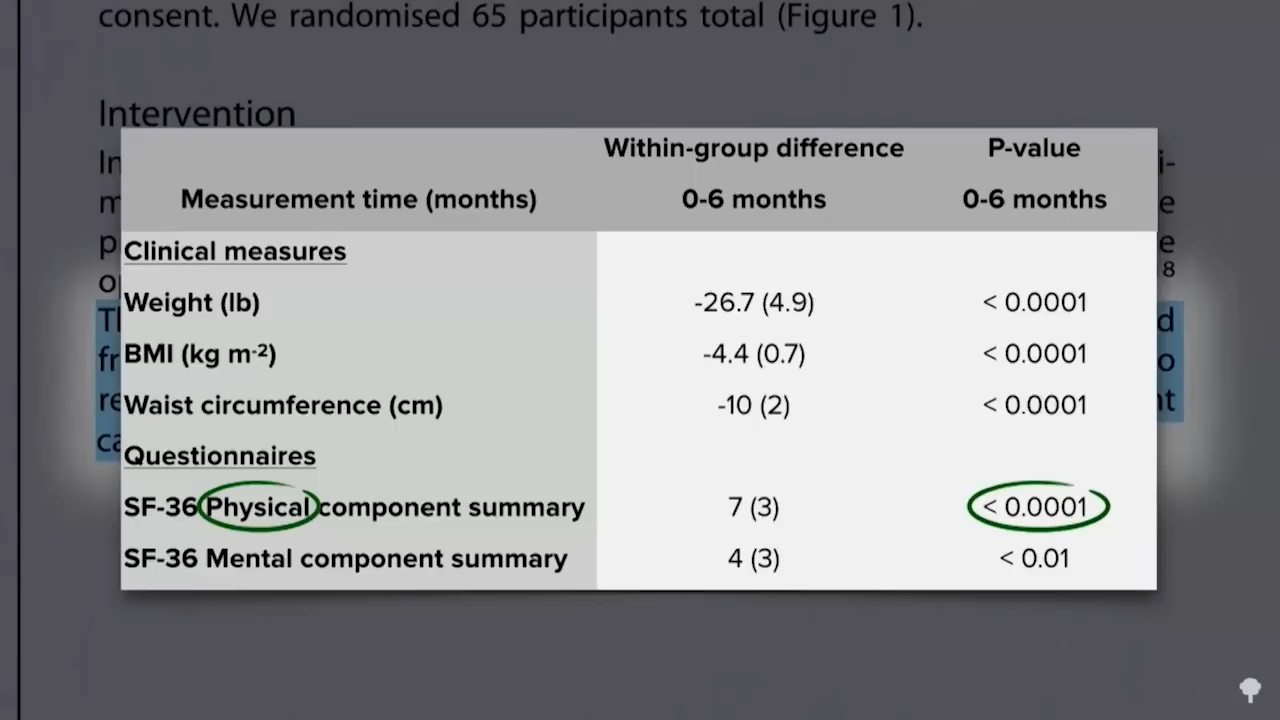 consent. We randomised 65 participants total (Figure 1).
Intervention
Within-group difference P-value
Measurement time (months) 0-6 months 0-6 months
Clinical measures
Weight (lb) -26.7 (4.9) < 0.0001
BMI (kg m-2) -4.4 (0.7) < 0.0001
Waist circumference (cm) -10 (2) < 0.0001
Questionnaires
SF-36 Physical component summary 7 (3) < 0.0001
SF-36 Mental component summary 4 (3) < 0.01